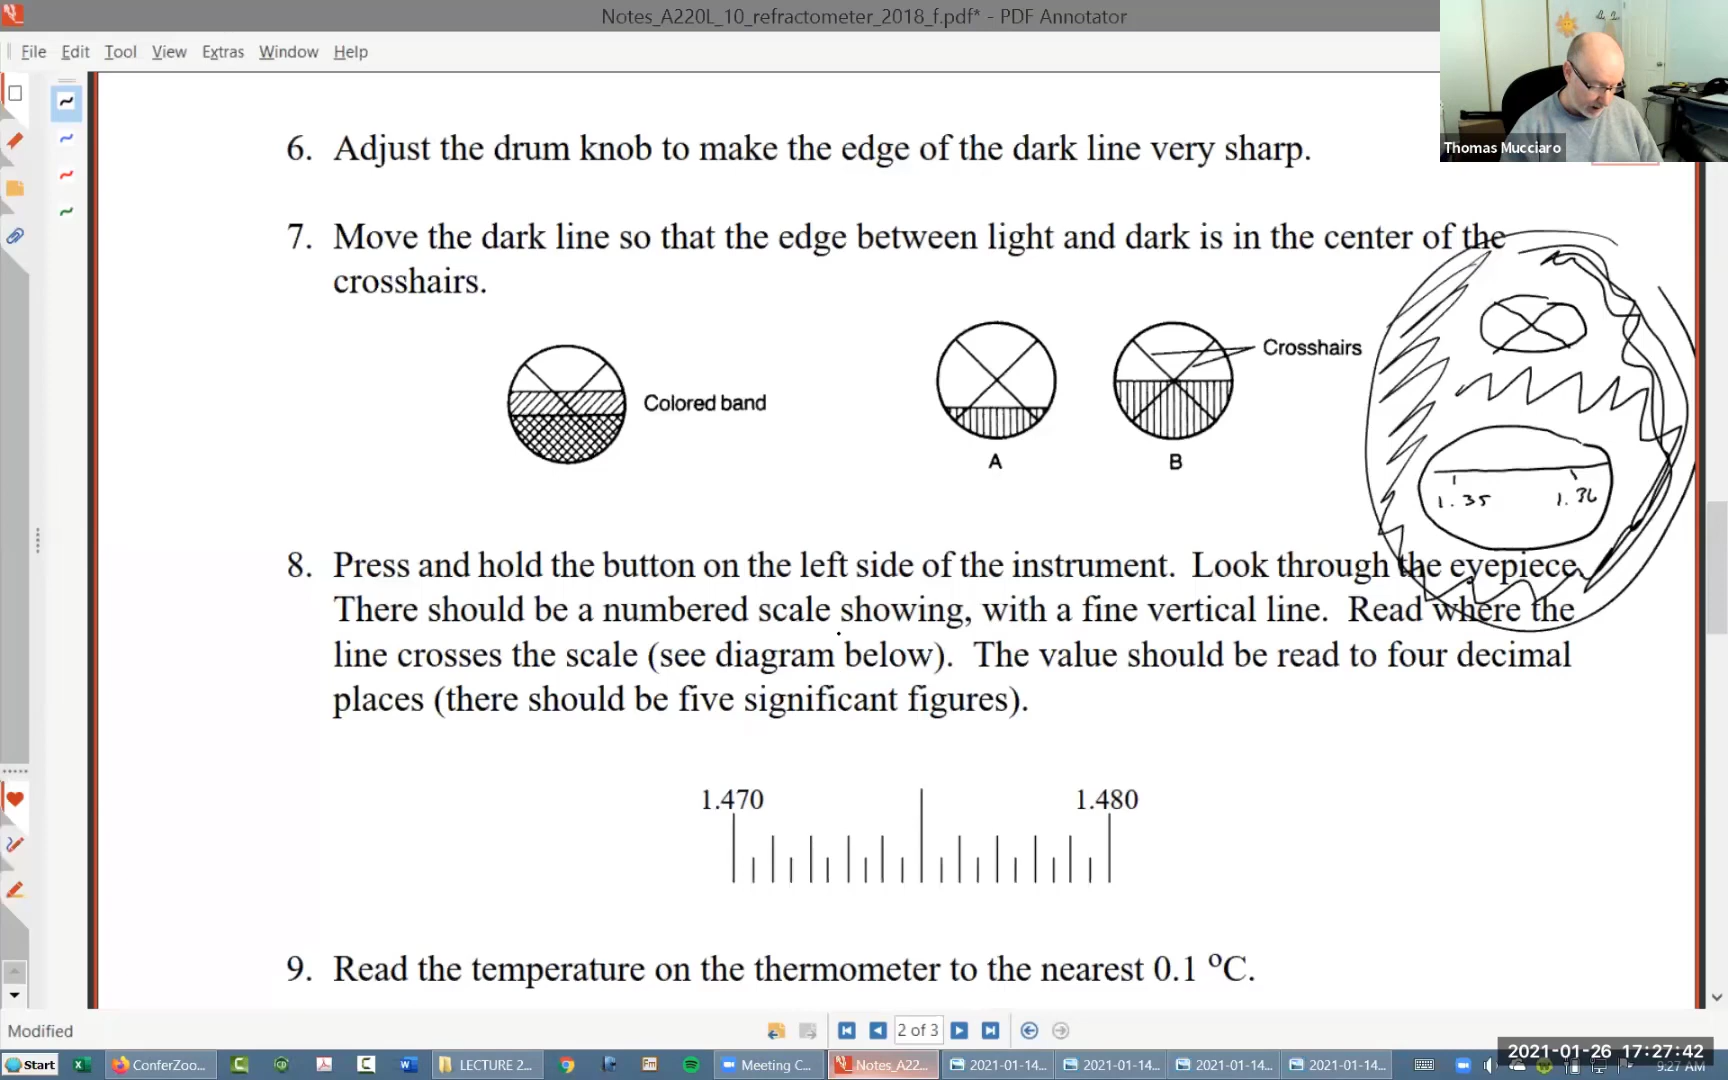 Notes_A220L_10_refractometer_2018_f.pdf* - PDF Annotator
File Edit Tool View Extras Window Help
Thomas Mucciaro
6. Adjust the drum knob to make the edge of the dark line very sharp.
7. Move the dark line so that the edge between light and dark is in the center of the
crosshairs.
Crosshairs
Colored band
A B
1.35 1.36
8. Press and hold the button on the left side of the instrument. Look through the eyepiece.
There should be a numbered scale showing, with a fine vertical line. Read where the
line crosses the scale (see diagram below). The value should be read to four decimal
places (there should be five significant figures).
1.470 1.480
9. Read the temperature on the thermometer to the nearest 0.1 °C.
Modified
2 of 3
Start ConferZoo... LECTURE 2... Fm Meeting C... Notes_A22... 2021-01-14... 2021-01-14... 2021-01-14... 2021-01-14...
2021-01-26 17:27:42
9:27 AM